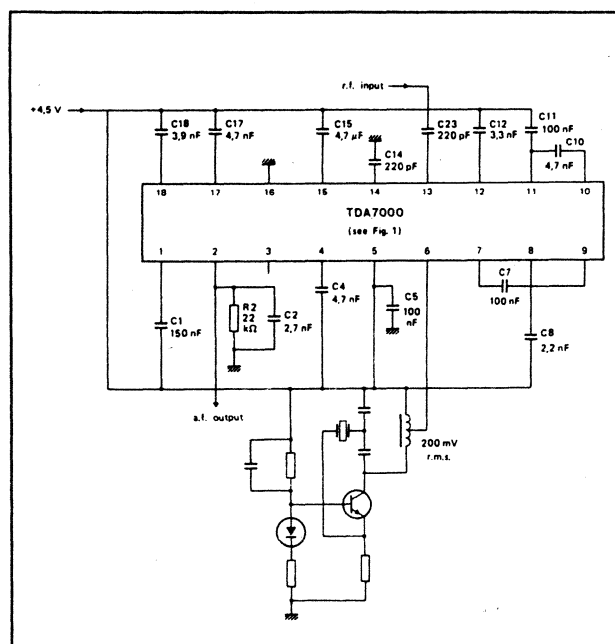 r.f. input
+4,5 V
C18
3,9 nF
C17
4,7 nF
C15
4,7 µF
C14
220 pF
C23
220 pF
C12
3,3 nF
C11
100 nF
C10
4,7 nF
18 17 16 15 14 13 12 11 10
TDA7000
(see Fig. 1)
1 2 3 4 5 6 7 8 9
C1
150 nF
R2
22
kΩ
C2
2,7 nF
C4
4,7 nF
C5
100
nF
C7
100 nF
C8
2,2 nF
a.f. output
200 mV
r.m.s.